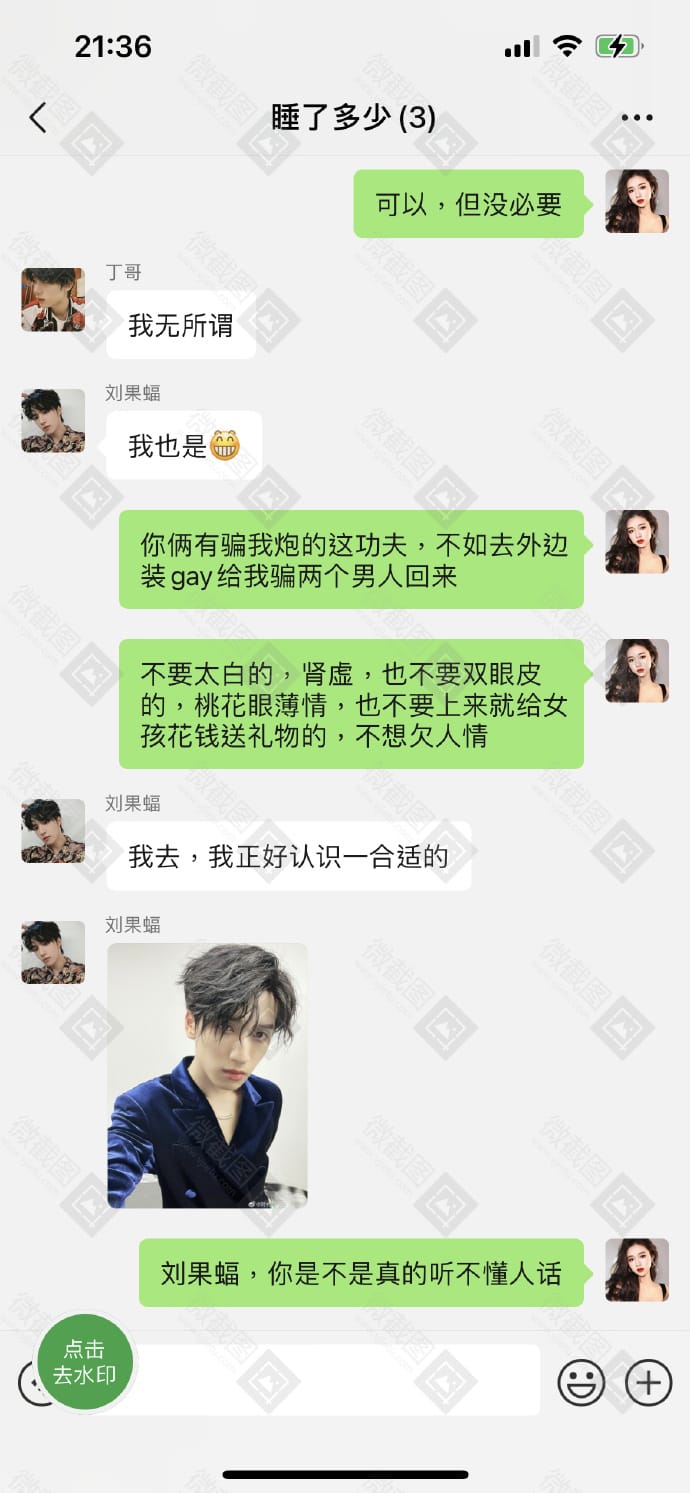 21:36
睡了多少(3)
可以，但没必要
丁哥
我无所谓
刘果蝠
我也是😁
你俩有骗我炮的这功夫，不如去外边
装gay给我骗两个男人回来
不要太白的，肾虚，也不要双眼皮
的，桃花眼薄情，也不要上来就给女
孩花钱送礼物的，不想欠人情
刘果蝠
我去，我正好认识一合适的
刘果蝠
刘果蝠，你是不是真的听不懂人话
点击
去水印
微截图